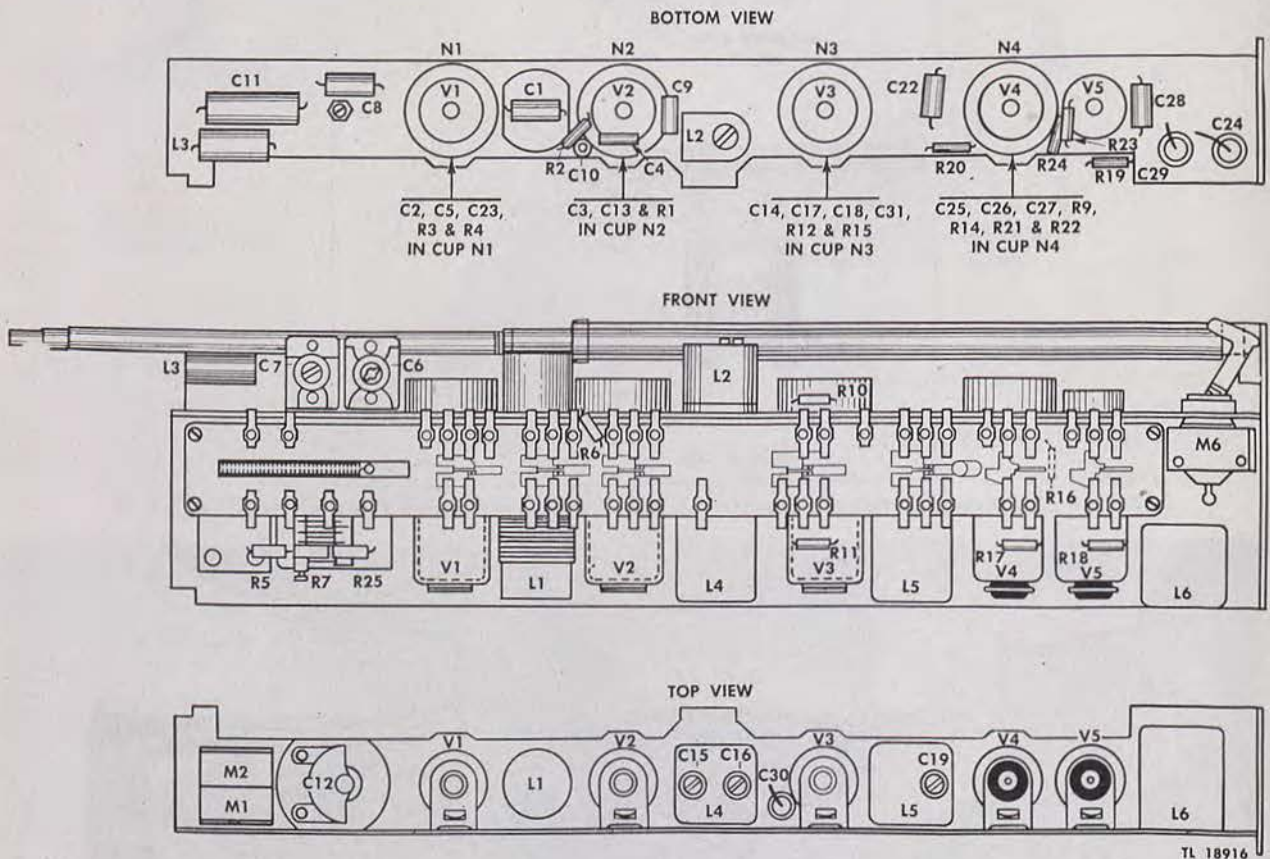 BOTTOM VIEW
N1 N2 N3 N4
C11 C8 V1 C1 V2 C9 L2 V3 C22 V4 V5 C28 C24
L3 R2 C10 C4 R20 R24 R23 R19 C29
C2, C5, C23,
R3 & R4
IN CUP N1
C3, C13 & R1
IN CUP N2
C14, C17, C18, C31,
R12 & R15
IN CUP N3
C25, C26, C27, R9,
R14, R21 & R22
IN CUP N4
FRONT VIEW
L3 C7 C6 L2 R10
R6 M6
R16
R5 R7 R25 V1 L1 V2 L4 R11 V3 L5 R17 V4 R18 V5 L6
TOP VIEW
M2 M1 C12 V1 L1 V2 C15 C16 L4 C30 V3 C19 L5 V4 V5 L6
TL 18916